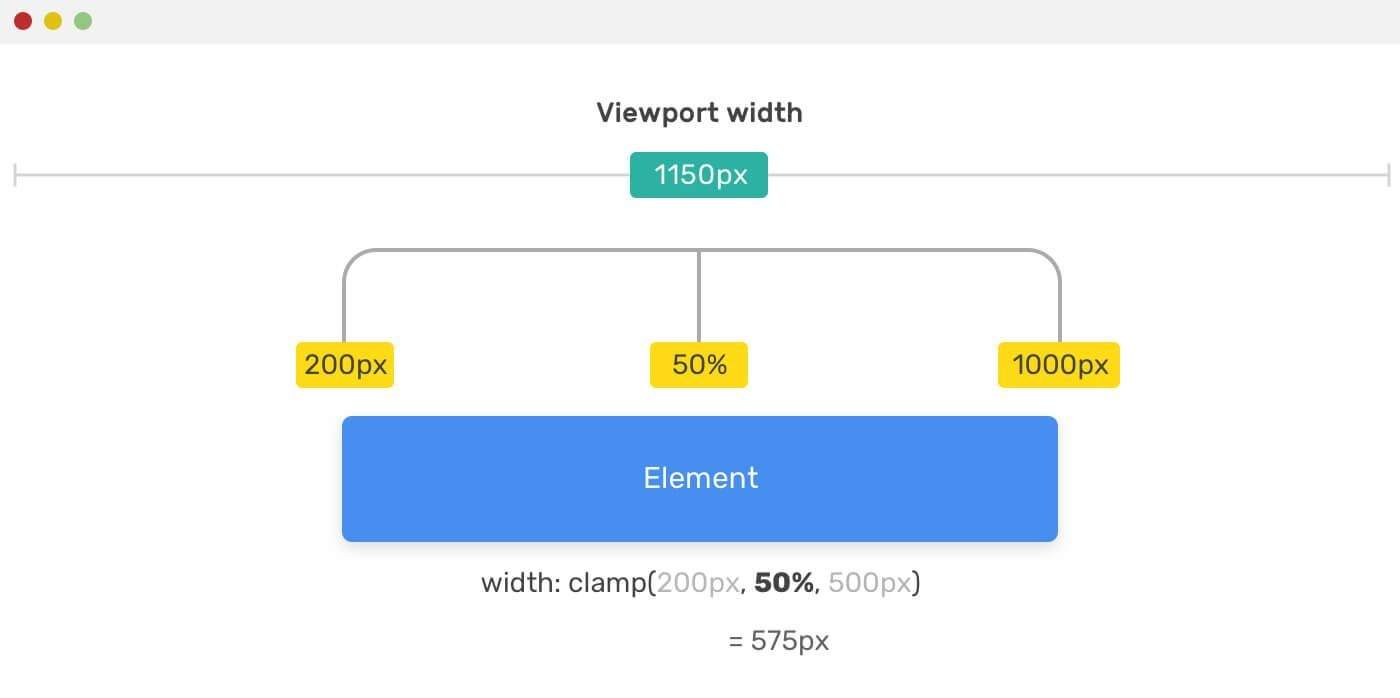 Viewport width
1150px
200px 50% 1000px
Element
width: clamp(200px, 50%, 500px)
= 575px